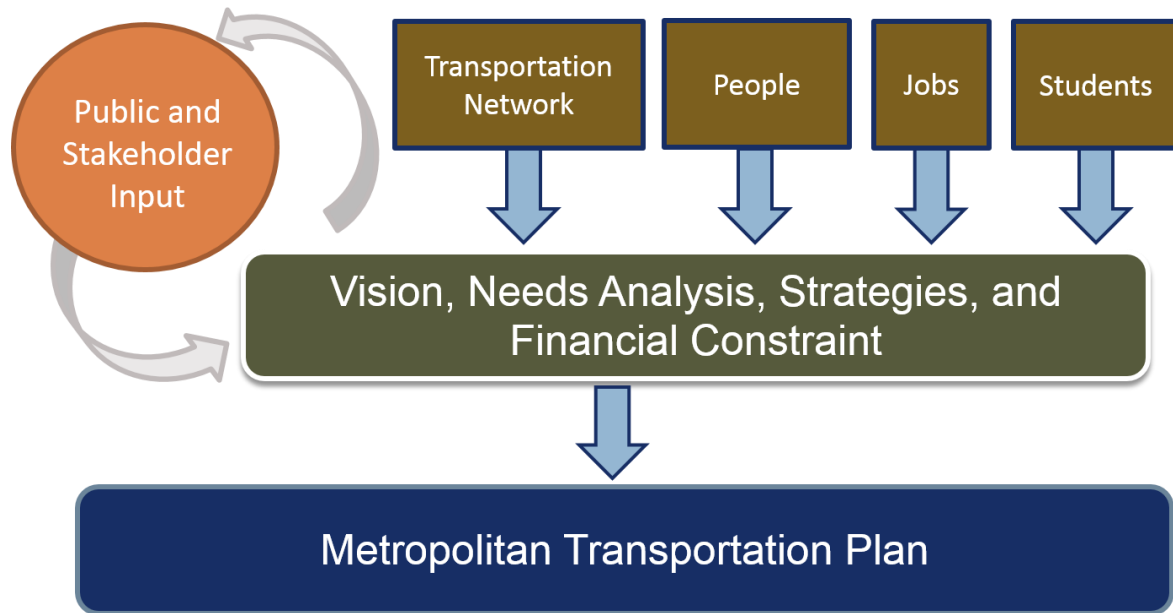 Public and
Stakeholder
Input
Transportation
Network
People
Jobs
Students
Vision, Needs Analysis, Strategies, and
Financial Constraint
Metropolitan Transportation Plan